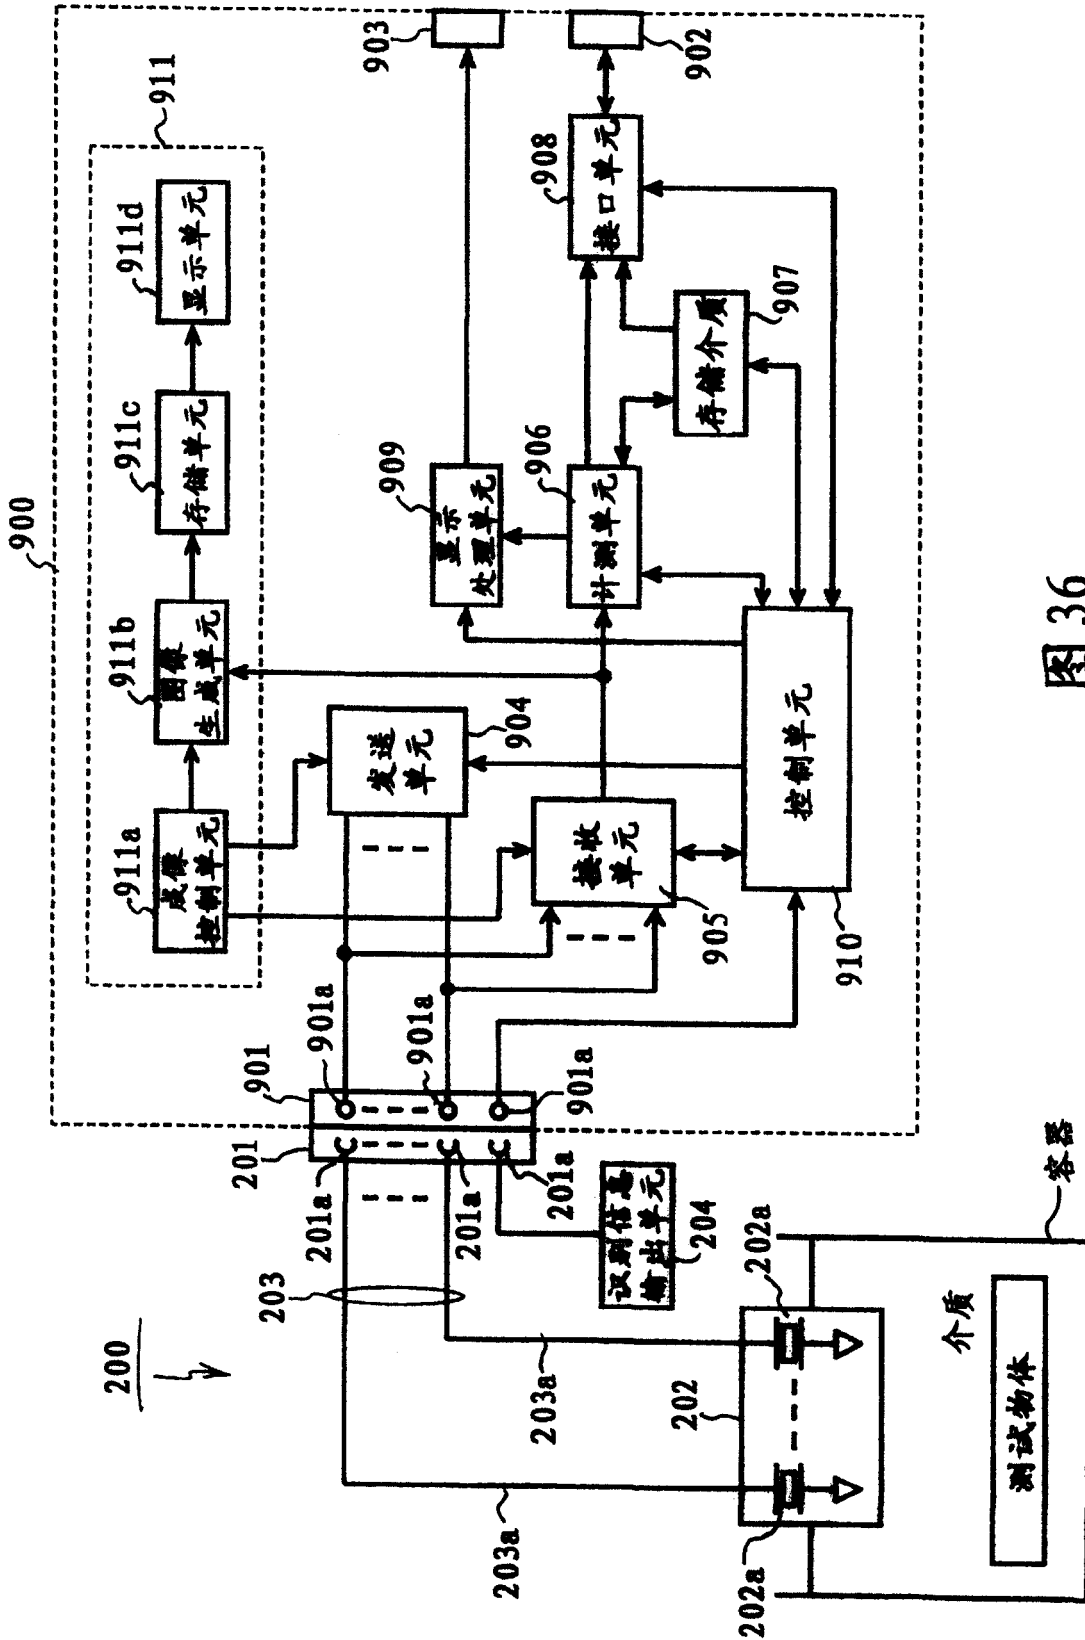 900
911
911a
成像
控制单元
911b
图像
生成单元
911c
存储单元
911d
显示单元
903
902
904
发送
单元
909
显示
处理单元
906
计测单元
908
接口单元
907
存储介质
905
接收
单元
910
控制单元
901
901a
901a
901a
201
201a
201a
201a
203
200
204
识别信息
输出单元
203a
203a
202
202a
202a
容器
介质
测试物体
图 36